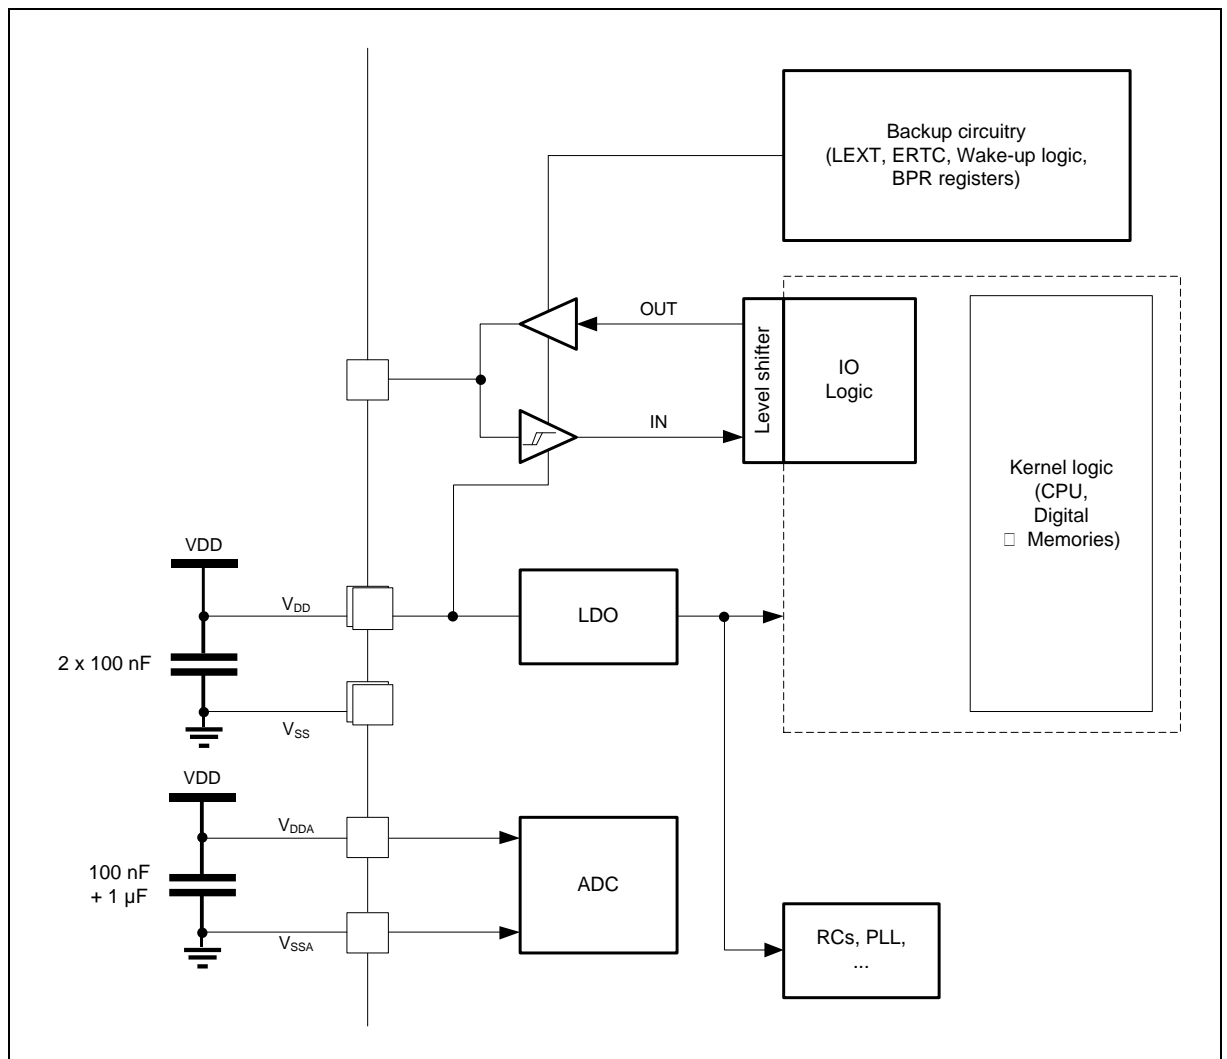 Backup circuitry
(LEXT, ERTC, Wake-up logic,
BPR registers)
OUT
Level shifter
IO
Logic
IN
Kernel logic
(CPU,
Digital
□ Memories)
VDD
VDD
LDO
2 x 100 nF
VSS
VDD
VDDA
100 nF
+ 1 µF
ADC
VSSA
RCs, PLL,
...